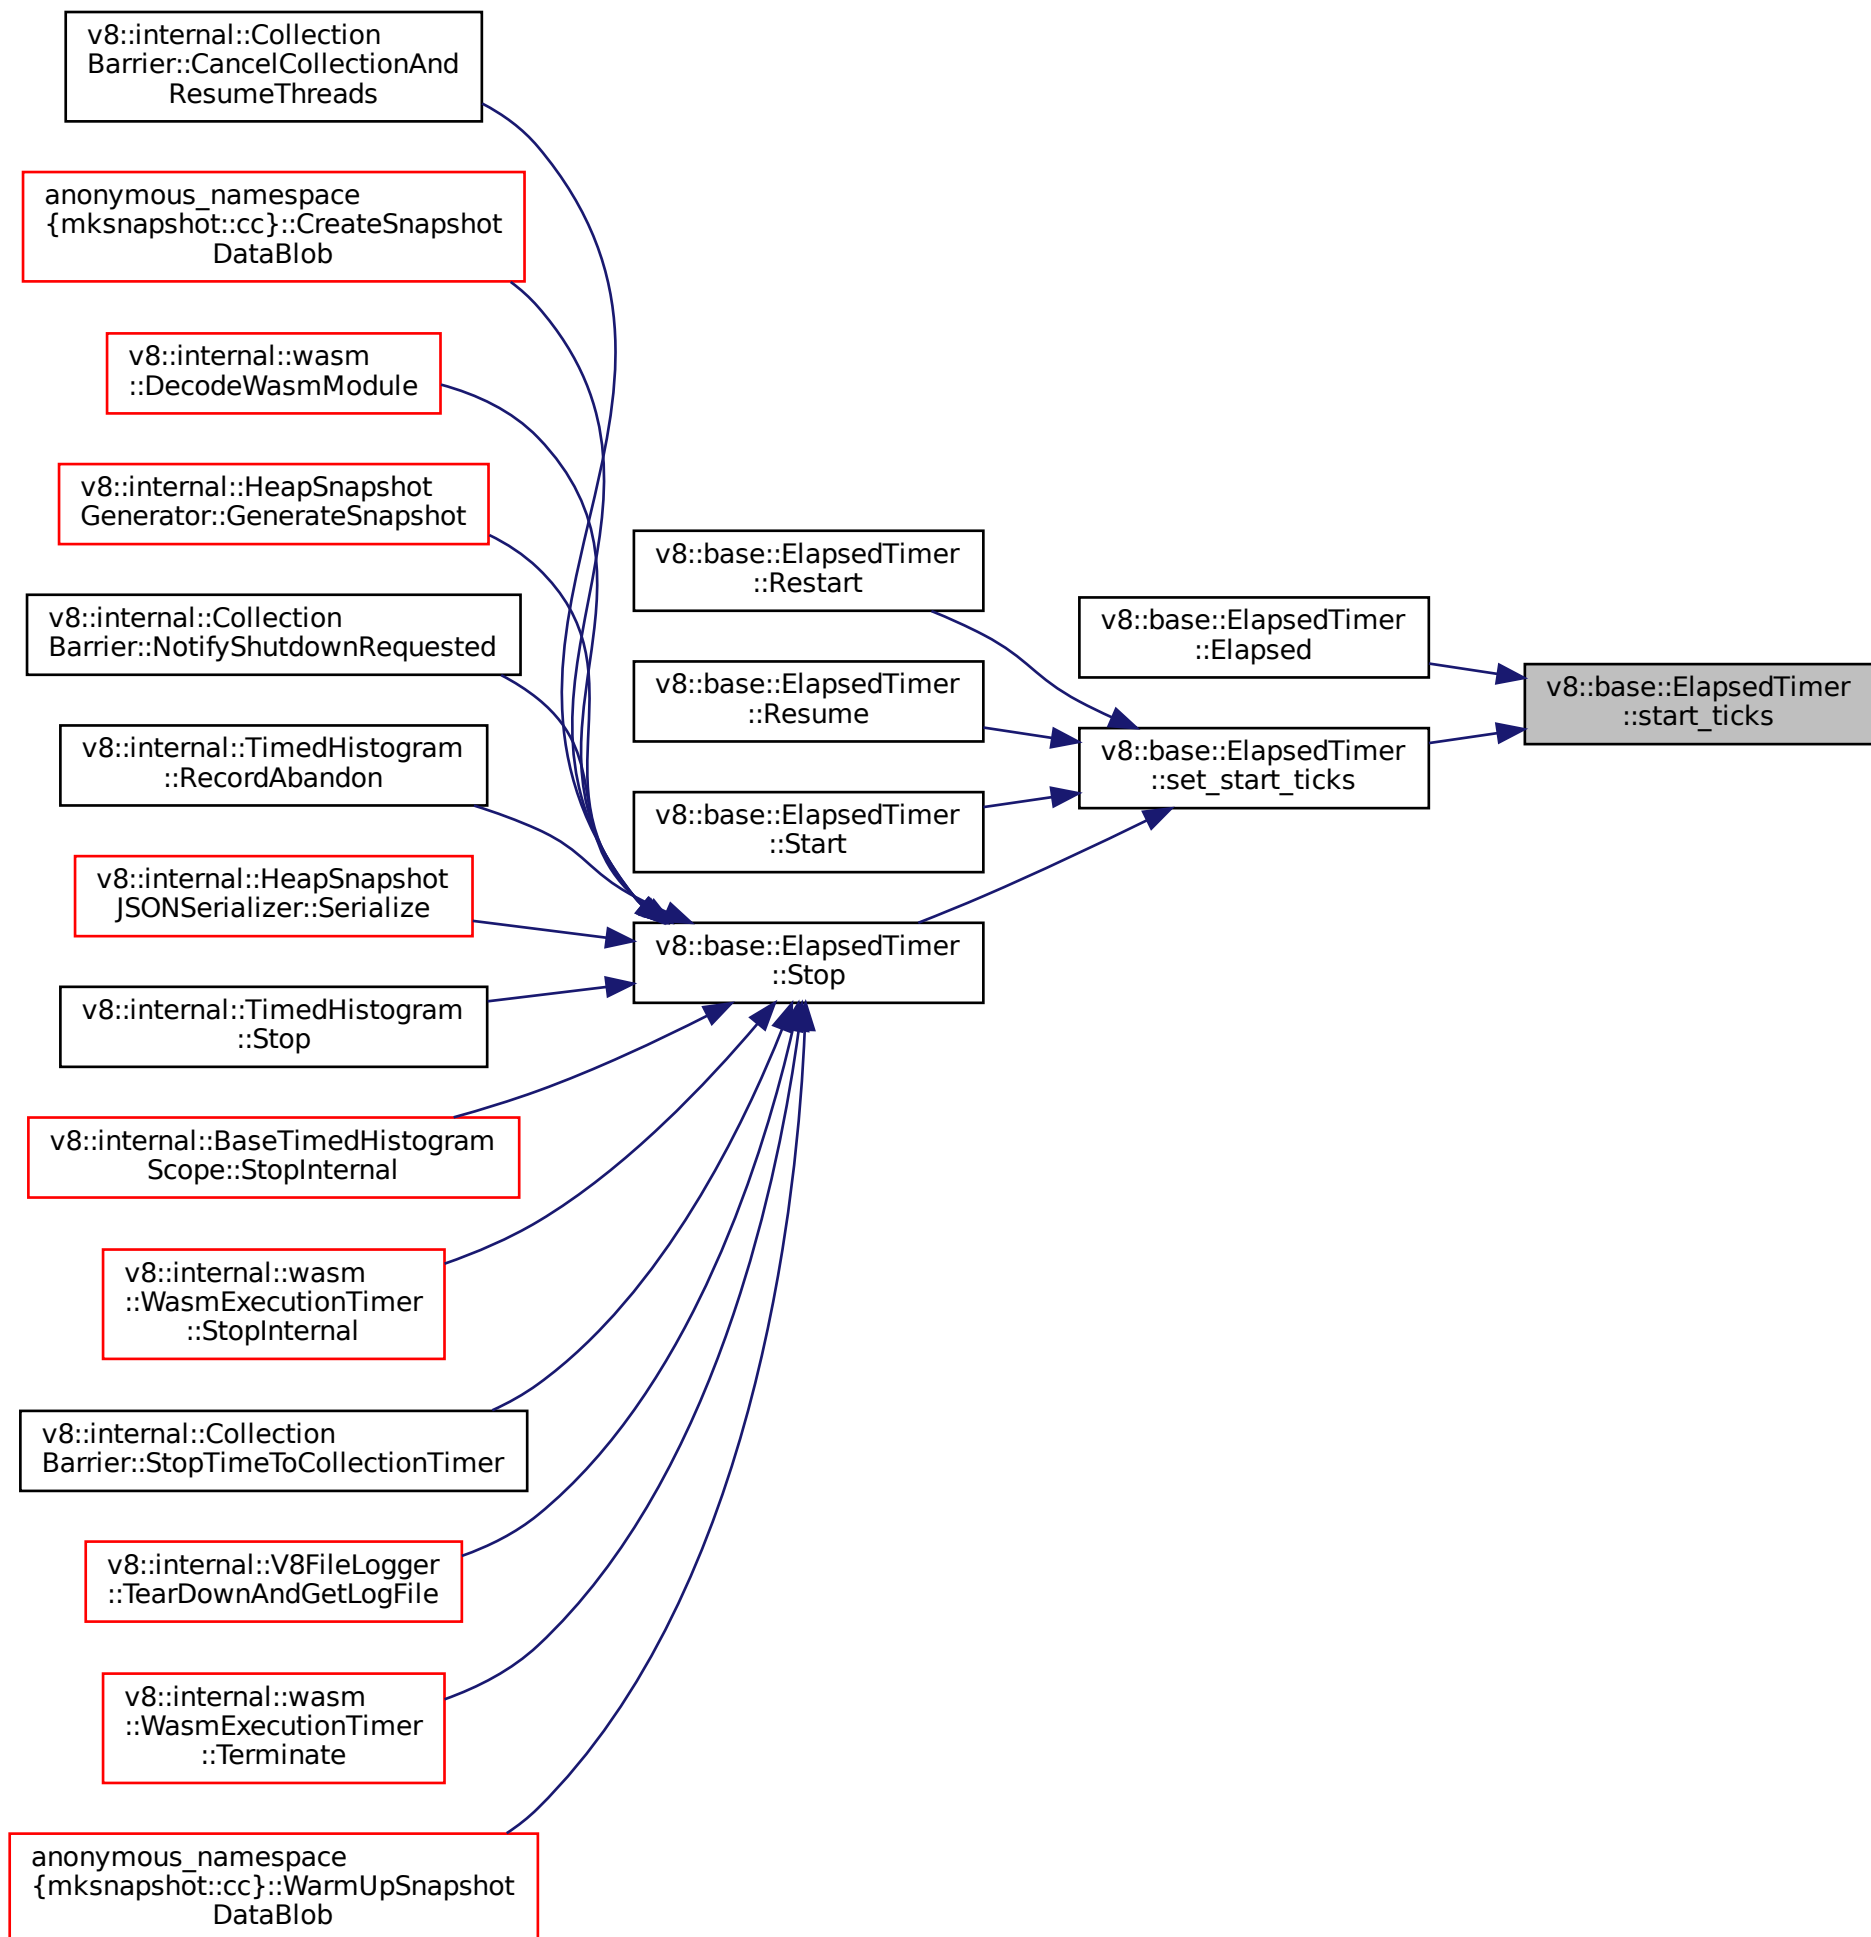 v8::internal::Collection
Barrier::CancelCollectionAnd
ResumeThreads
anonymous_namespace
{mksnapshot::cc}::CreateSnapshot
DataBlob
v8::internal::wasm
::DecodeWasmModule
v8::internal::HeapSnapshot
Generator::GenerateSnapshot
v8::internal::Collection
Barrier::NotifyShutdownRequested
v8::internal::TimedHistogram
::RecordAbandon
v8::internal::HeapSnapshot
JSONSerializer::Serialize
v8::internal::TimedHistogram
::Stop
v8::internal::BaseTimedHistogram
Scope::StopInternal
v8::internal::wasm
::WasmExecutionTimer
::StopInternal
v8::internal::Collection
Barrier::StopTimeToCollectionTimer
v8::internal::V8FileLogger
::TearDownAndGetLogFile
v8::internal::wasm
::WasmExecutionTimer
::Terminate
anonymous_namespace
{mksnapshot::cc}::WarmUpSnapshot
DataBlob
v8::base::ElapsedTimer
::Restart
v8::base::ElapsedTimer
::Resume
v8::base::ElapsedTimer
::Start
v8::base::ElapsedTimer
::Stop
v8::base::ElapsedTimer
::Elapsed
v8::base::ElapsedTimer
::set_start_ticks
v8::base::ElapsedTimer
::start_ticks